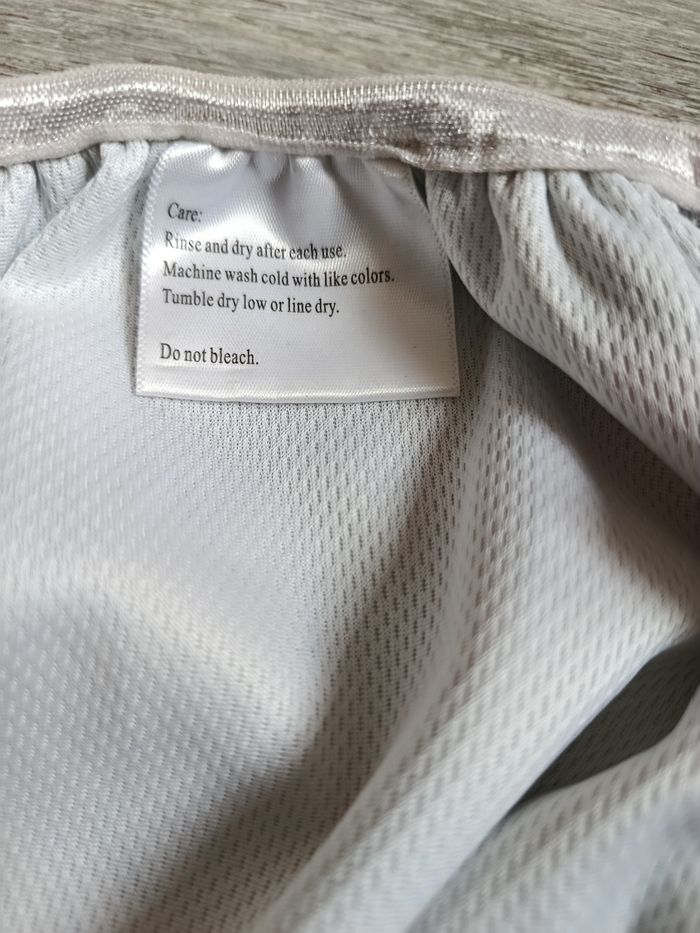 Care:
Rinse and dry after each use.
Machine wash cold with like colors.
Tumble dry low or line dry.
Do not bleach.